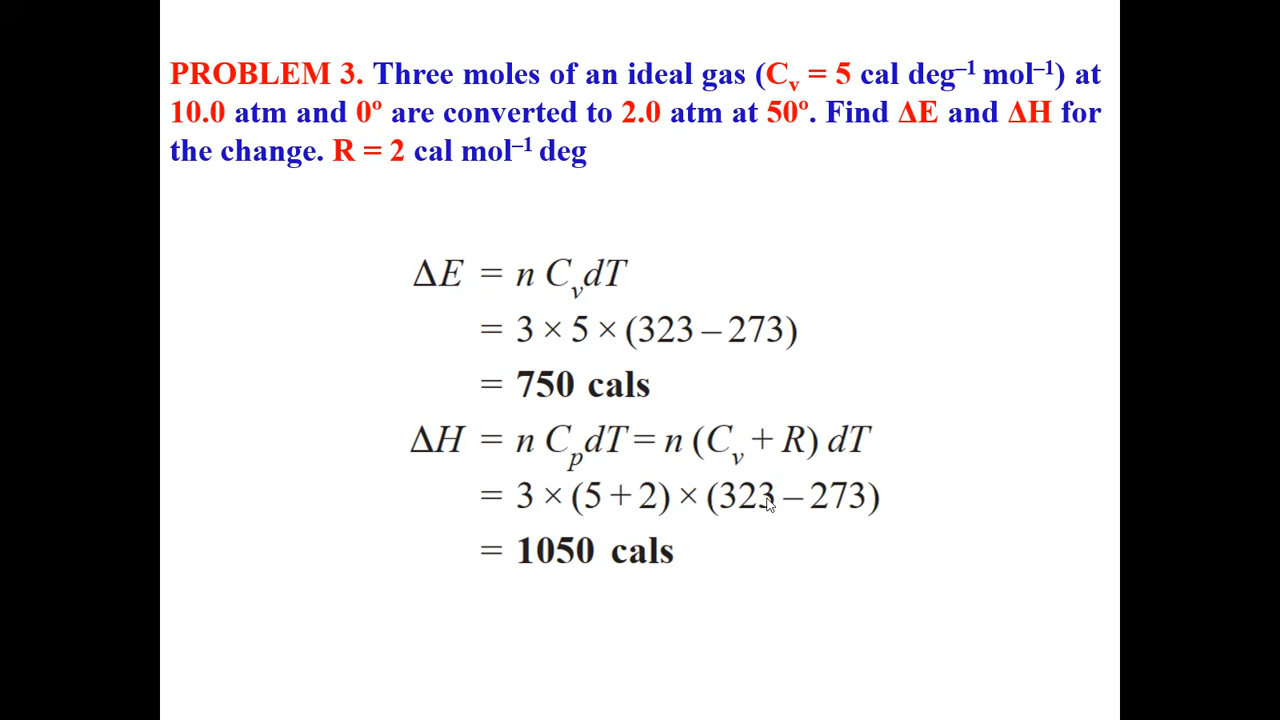 PROBLEM 3. Three moles of an ideal gas (Cᵥ = 5 cal deg⁻¹ mol⁻¹) at
10.0 atm and 0º are converted to 2.0 atm at 50º. Find ΔE and ΔH for
the change. R = 2 cal mol⁻¹ deg
ΔE = n CᵥdT
= 3 × 5 × (323 – 273)
= 750 cals
ΔH = n CₚdT = n (Cᵥ + R) dT
= 3 × (5 + 2) × (323 – 273)
= 1050 cals